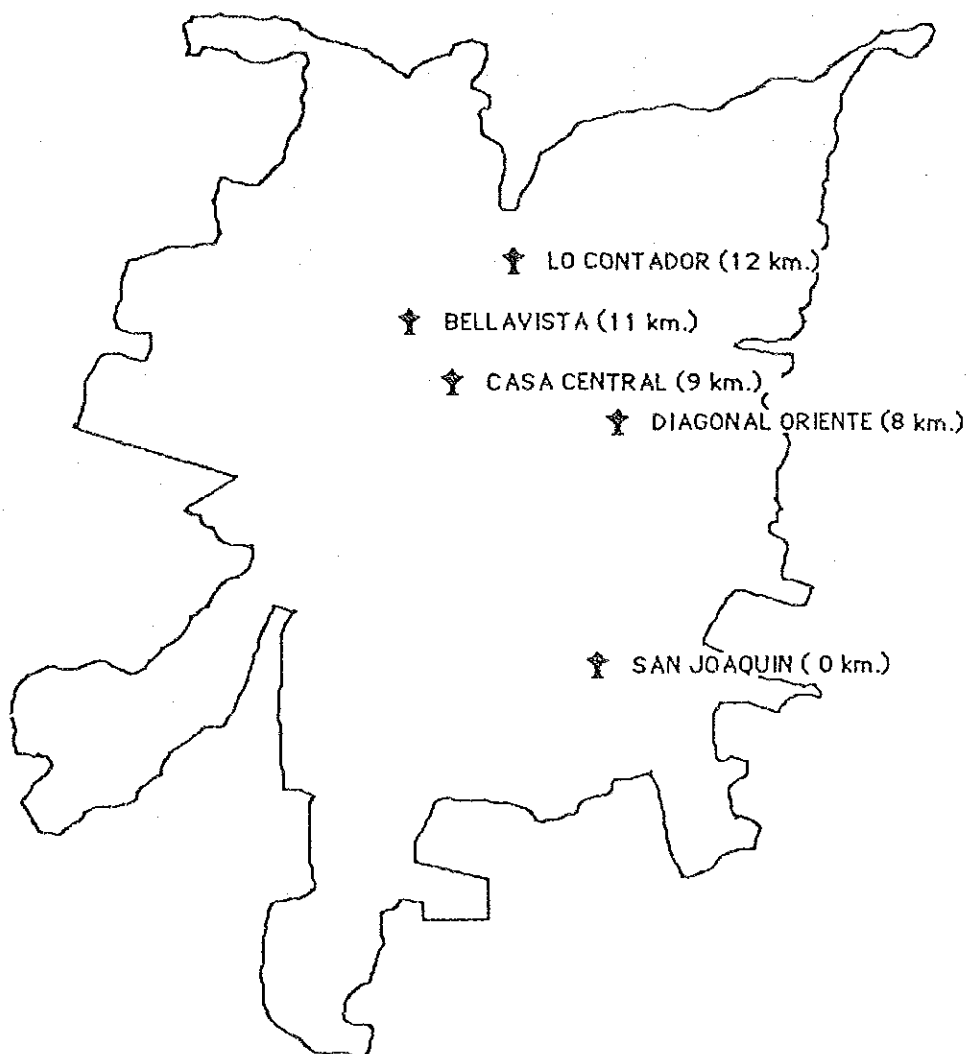 LO CONTADOR (12 km.)
BELLAVISTA (11 km.)
CASA CENTRAL (9 km.)
DIAGONAL ORIENTE (8 km.)
SAN JOAQUIN ( 0 km.)